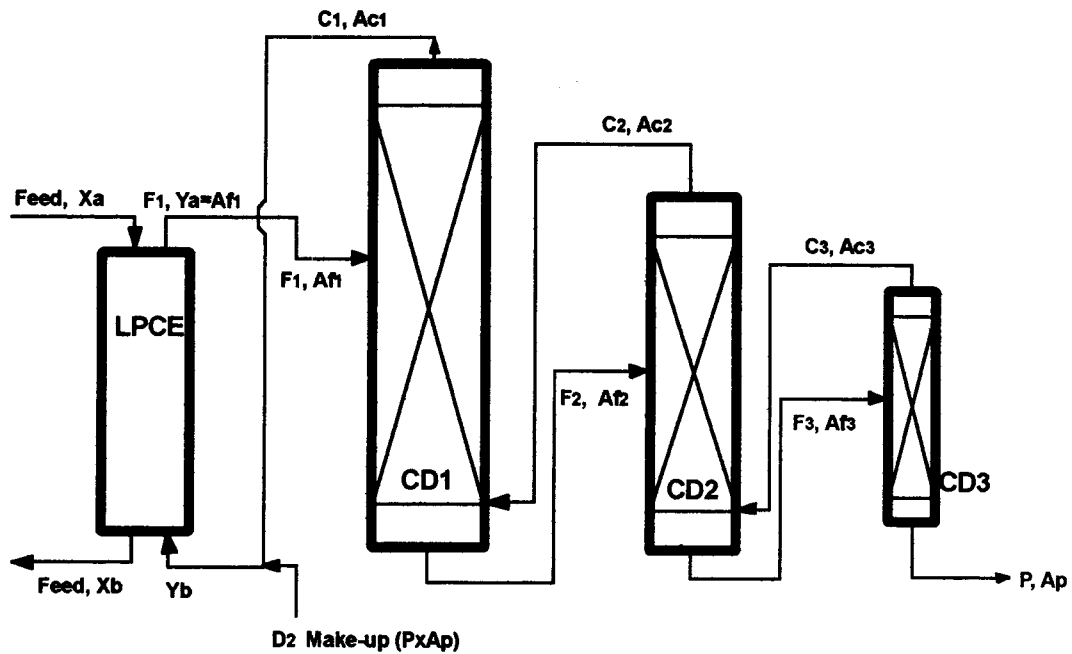 C1, Ac1
C2, Ac2
Feed, Xa
F1, Ya=Af1
C3, Ac3
F1, Af1
LPCE
F2, Af2
F3, Af3
CD1
CD2
CD3
Feed, Xb
Yb
P, Ap
D2 Make-up (PxAp)